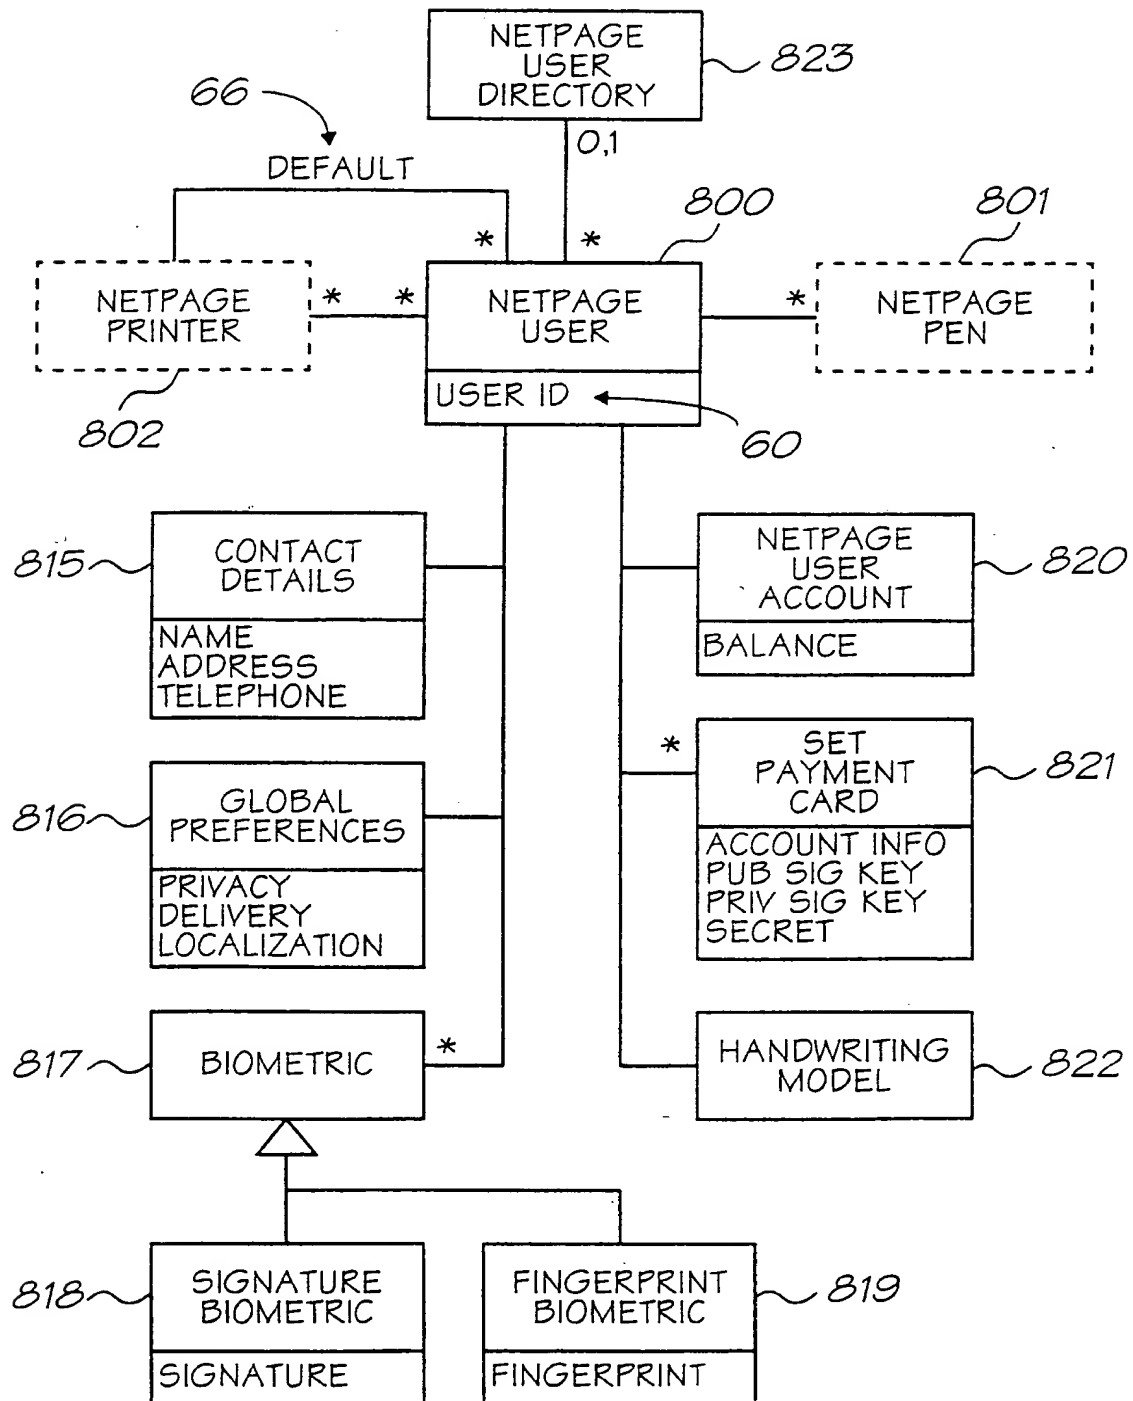 NETPAGE
USER
DIRECTORY
823
66
0,1
DEFAULT
800
801
*
*
NETPAGE
PRINTER
*
*
NETPAGE
USER
*
NETPAGE
PEN
802
USER ID
60
815
CONTACT
DETAILS
NAME
ADDRESS
TELEPHONE
NETPAGE
USER
ACCOUNT
820
BALANCE
816
GLOBAL
PREFERENCES
PRIVACY
DELIVERY
LOCALIZATION
*
SET
PAYMENT
CARD
821
ACCOUNT INFO
PUB SIG KEY
PRIV SIG KEY
SECRET
817
BIOMETRIC
*
HANDWRITING
MODEL
822
818
SIGNATURE
BIOMETRIC
SIGNATURE
FINGERPRINT
BIOMETRIC
819
FINGERPRINT